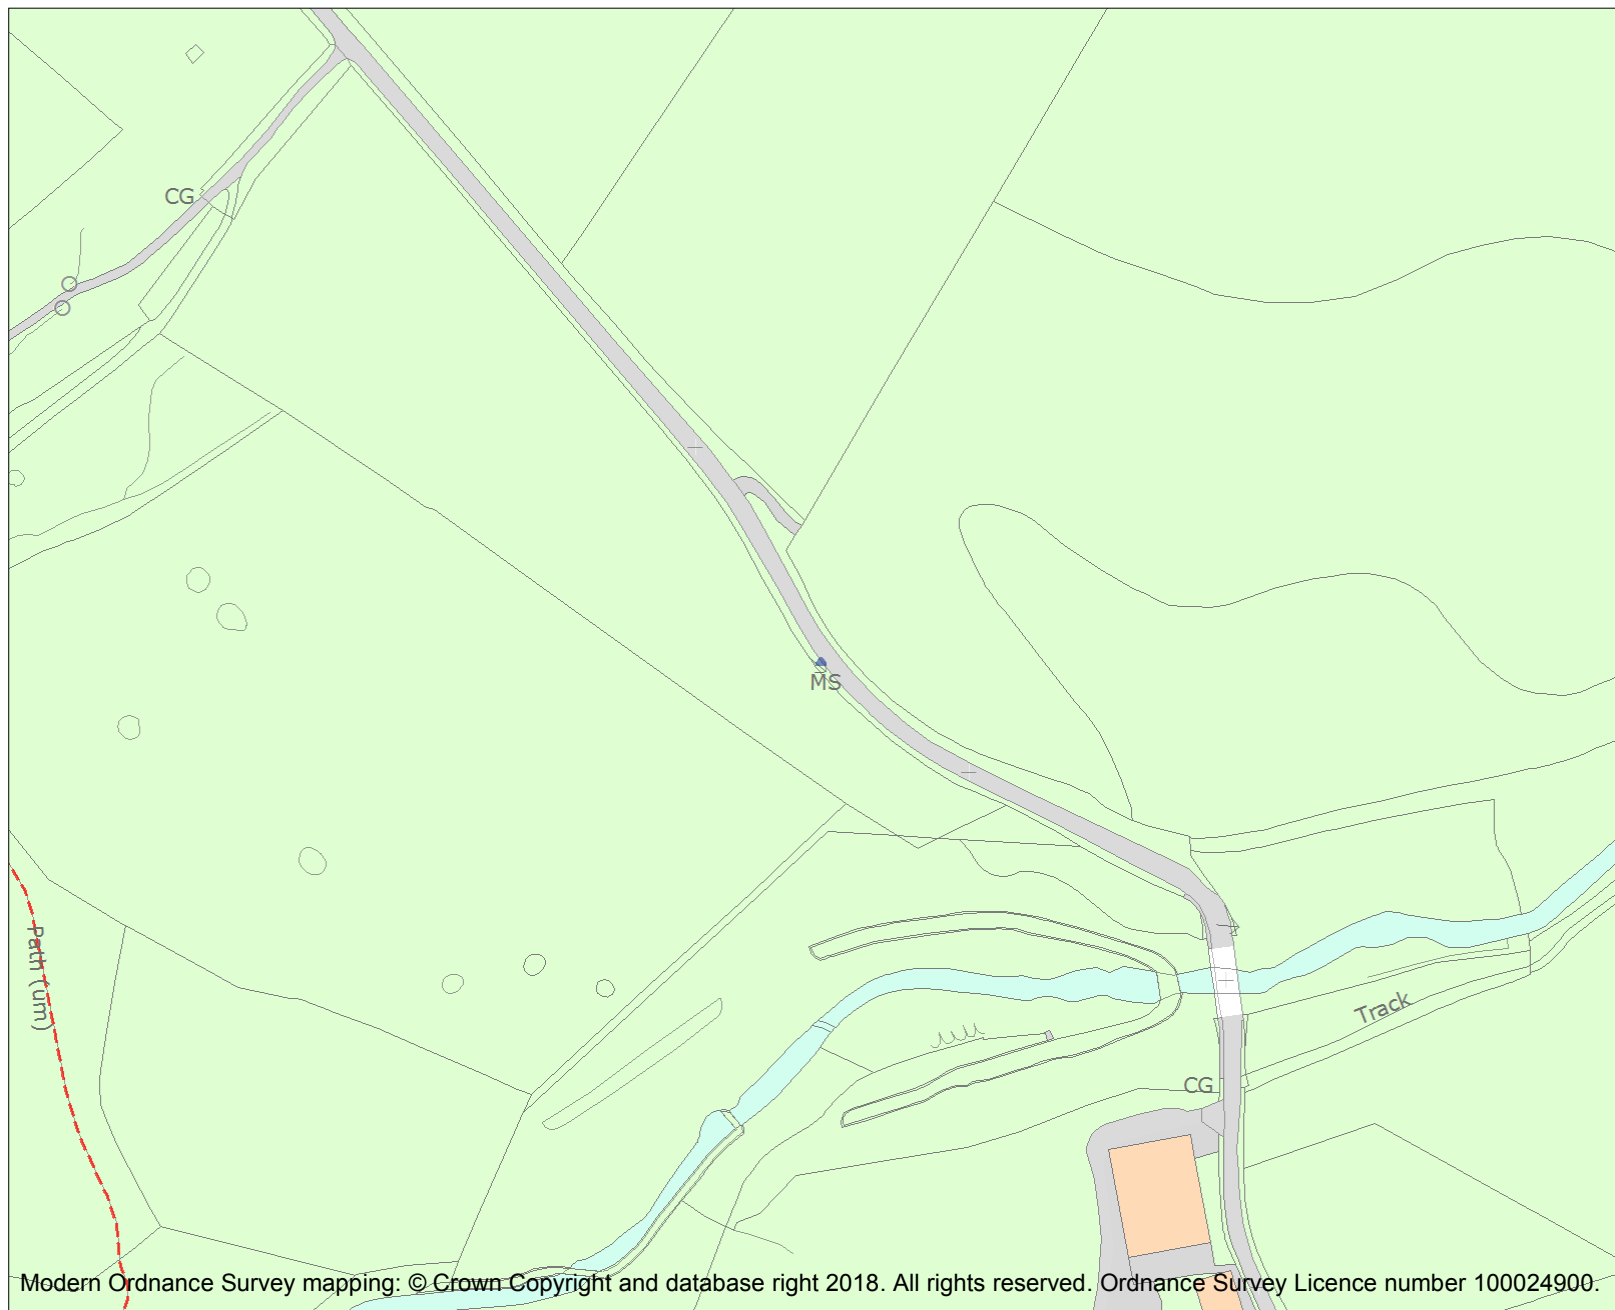 CG
MS
Path (um)
Track
CG
Modern Ordnance Survey mapping: © Crown Copyright and database right 2018. All rights reserved. Ordnance Survey Licence number 100024900.